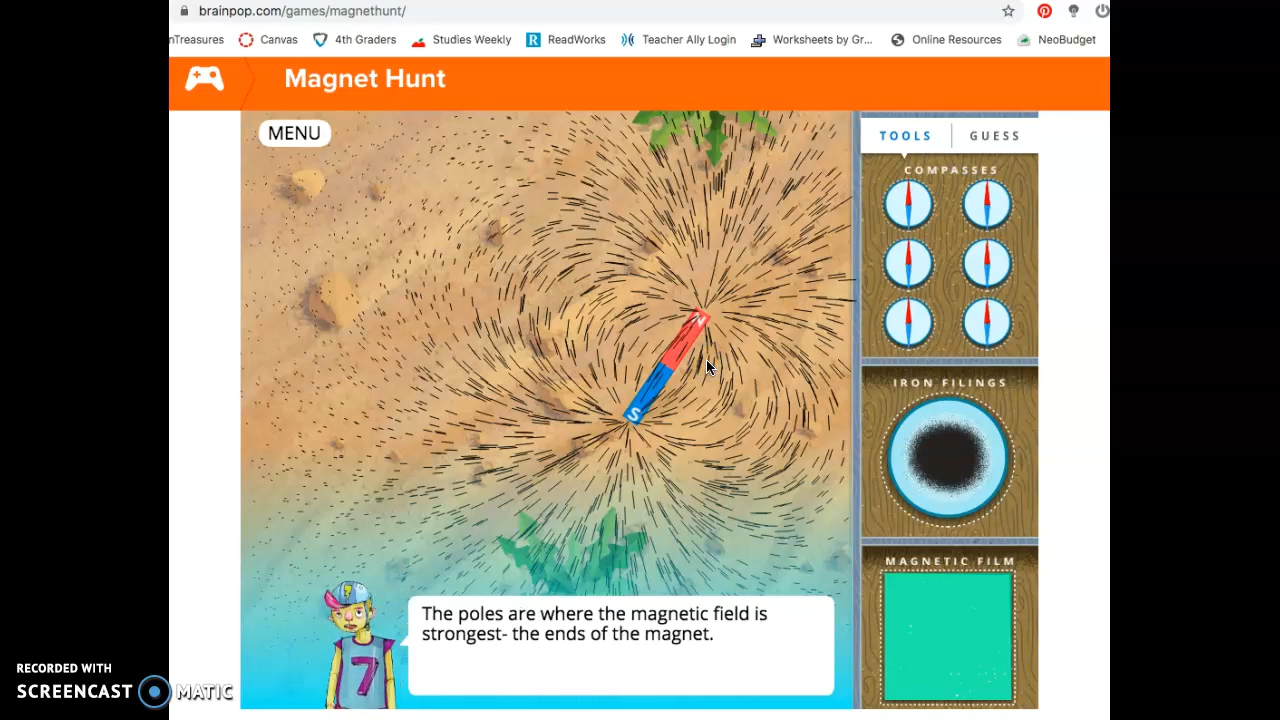 brainpop.com/games/magnethunt/
nTreasures Canvas 4th Graders Studies Weekly ReadWorks Teacher Ally Login Worksheets by Gr... Online Resources NeoBudget
Magnet Hunt
MENU
TOOLS GUESS
COMPASSES
N
S
IRON FILINGS
MAGNETIC FILM
The poles are where the magnetic field is
strongest- the ends of the magnet.
7
7
RECORDED WITH
SCREENCAST MATIC